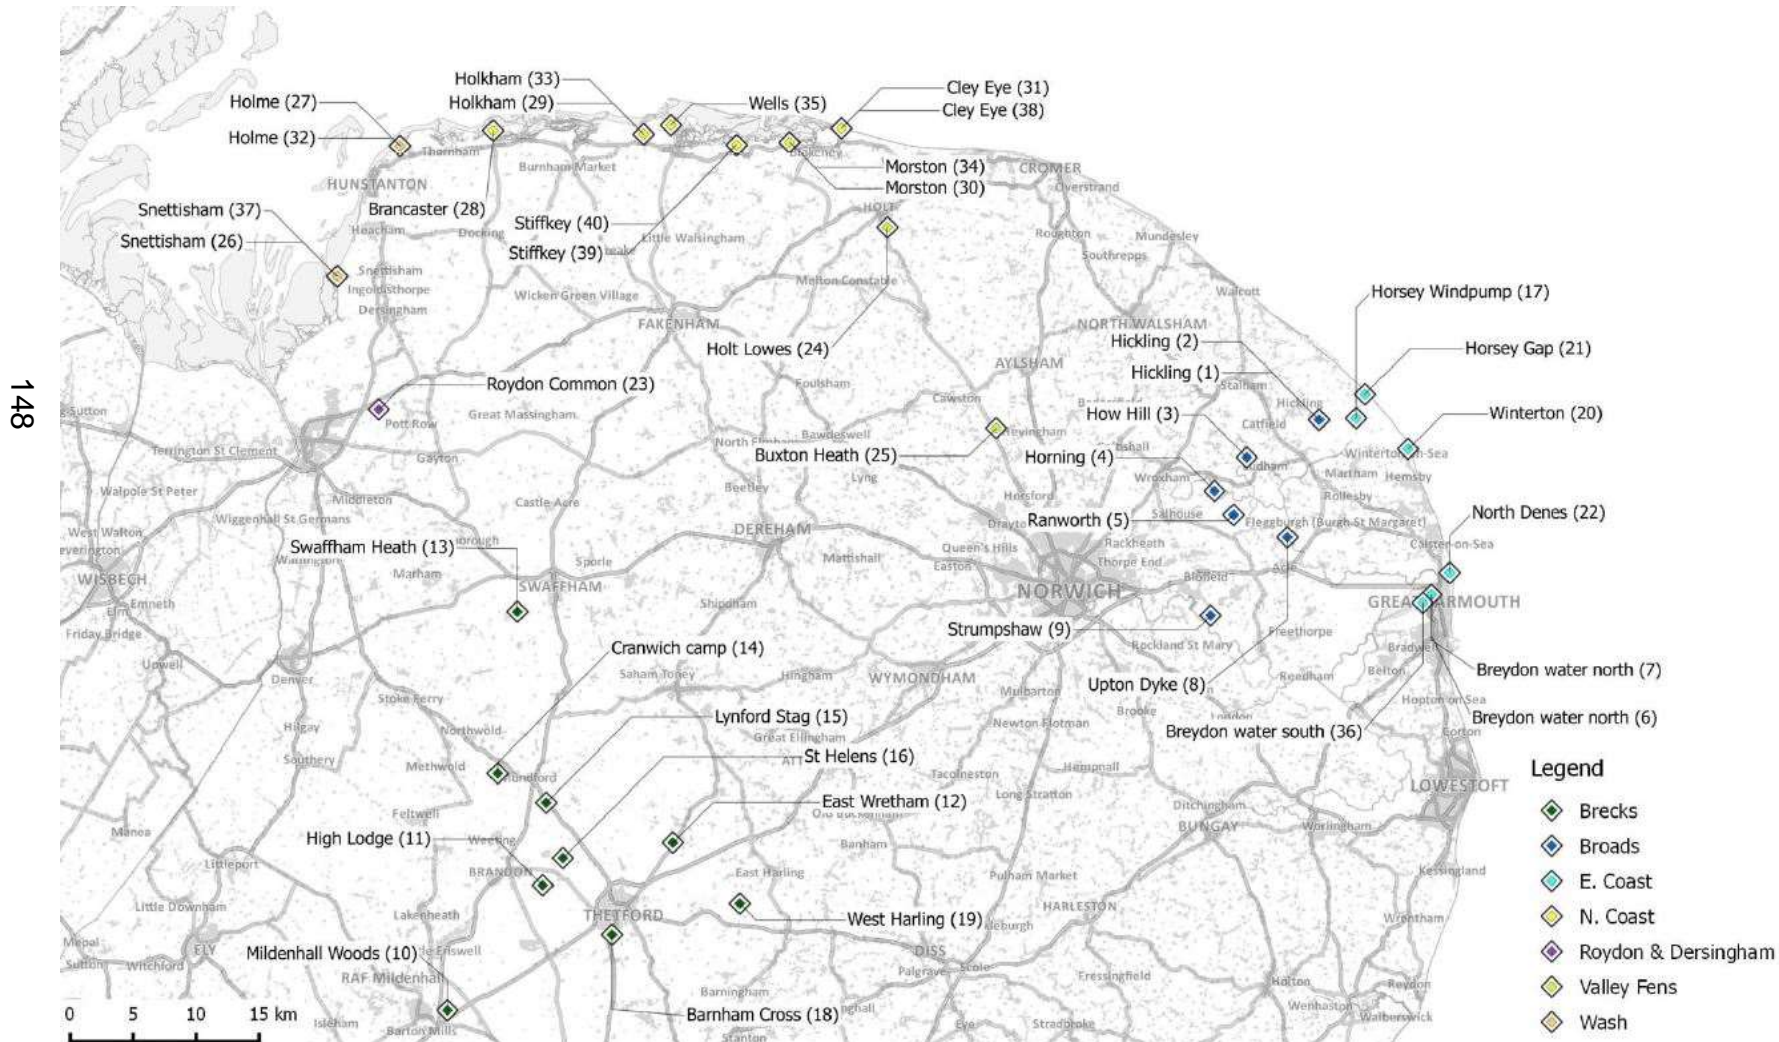 148
Holkham (33)
Holkham (29)
Holme (27)
Holme (32)
Wells (35)
Cley Eye (31)
Cley Eye (38)
Thornham
Burnham Market
Blakeney
Morston (34)
Morston (30)
CROMER
Overstrand
HUNSTANTON
Snettisham (37)
Snettisham (26)
Brancaster (28)
Stiffkey (40)
Stiffkey (39)
HOLT
Heacham
Docking
Little Walsingham
Roughton
Mundesley
Southrepps
Snettisham
Ingoldisthorpe
Dersingham
Wicken Green Village
Melton Constable
Walcott
Horsey Windpump (17)
FAKENHAM
NORTH WALSHAM
Hickling (2)
Holt Lowes (24)
Horsey Gap (21)
AYLSHAM
Hickling (1)
Stalham
Roydon Common (23)
Foulsham
Cawston
Hickling
How Hill (3)
Catfield
Winterton (20)
Great Massingham
Pott Row
Bawdeswell
Terrington St Clement
Gayton
Buxton Heath (25)
Horning (4)
Martham
Hemsby
Lyng
Wroxham
Walpole St Peter
Middleton
Castle Acre
Beetley
Horsford
Rollesby
Wiggenhall St Germans
Salhouse
Ranworth (5)
Fleggburgh (Burgh St Margaret)
North Denes (22)
West Walton
DEREHAM
Swaffham Heath (13)
Mattishall
Queen's Hills
Easton
Rackheath
Thorpe End
Caister-on-Sea
Sporle
Marham
WISBECH
SWAFFHAM
Blofield
Acle
NORWICH
Emneth
Elm
Shipdham
Friday Bridge
Strumpshaw (9)
Freethorpe
Rockland St Mary
Bradwell
Cranwich camp (14)
Upwell
Denver
Saham Toney
Hingham
WYMONDHAM
Belton
Reedham
Breydon water north (7)
Upton Dyke (8)
Mulbarton
Stoke Ferry
Hopton on Sea
Brooke
Lynford Stag (15)
Breydon water north (6)
Hilgay
Northwold
Newton Flotman
Breydon water south (36)
Corton
Great Ellingham
St Helens (16)
Southery
Methwold
Tacolneston
Hempnall
LOWESTOFT
Long Stratton
East Wretham (12)
Ditchingham
Feltwell
BUNGAY
Worlingham
Manea
High Lodge (11)
Weeting
Banham
Littleport
BRANDON
East Harling
Pulham Market
Kessingland
Little Downham
Lakenheath
THETFORD
HARLESTON
West Harling (19)
Wrentham
Mepal
Sutton
ELY
DISS
Mildenhall Woods (10)
Witchford
Palgrave
Scole
RAF Mildenhall
Fressingfield
Halton
Reydon
Barningham
Wenhaston
Walberswick
Barnham Cross (18)
Isleham
Barton Mills
Eye
Stradbroke
Stanton
0 5 10 15 km
Legend
Brecks
Broads
E. Coast
N. Coast
Roydon & Dersingham
Valley Fens
Wash